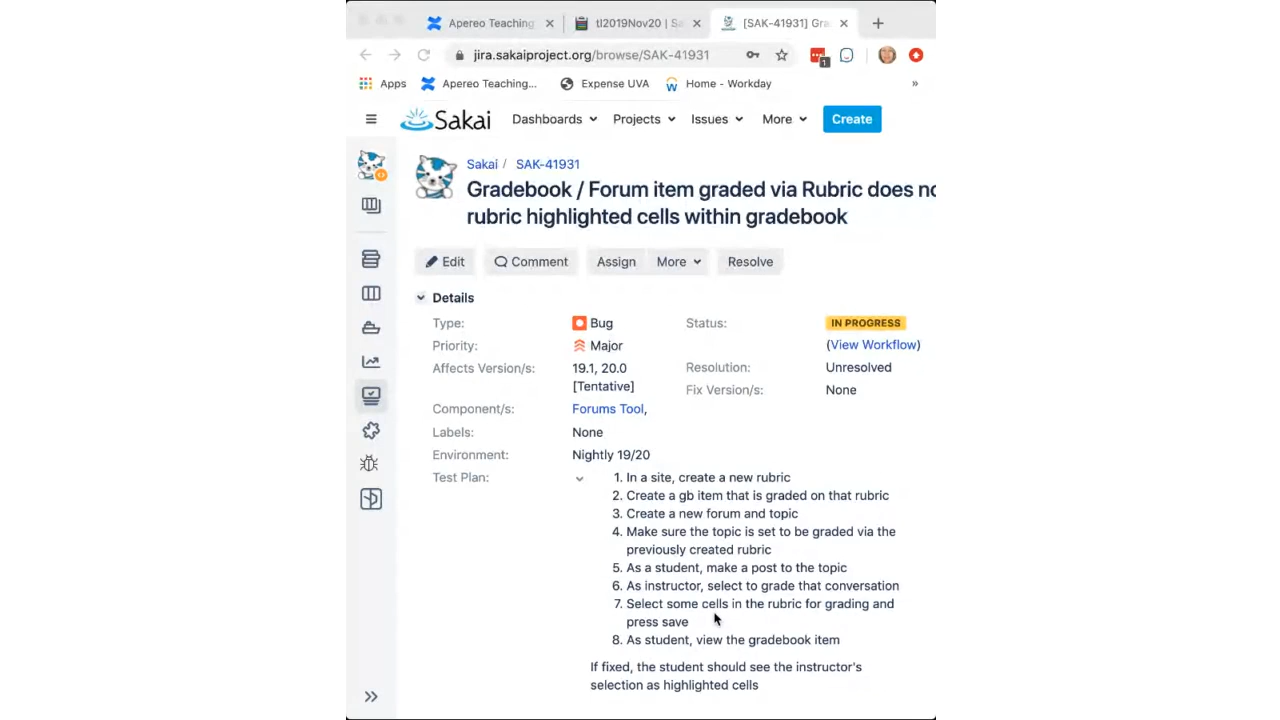 Apereo Teaching
tl2019Nov20 | Sa
[SAK-41931] Gra
jira.sakaiproject.org/browse/SAK-41931
1
Apps
Apereo Teaching...
Expense UVA
Home - Workday
»
Sakai
Dashboards
Projects
Issues
More
Create
Sakai / SAK-41931
Gradebook / Forum item graded via Rubric does no
rubric highlighted cells within gradebook
Edit
Comment
Assign
More
Resolve
Details
Type: Bug
Status: IN PROGRESS
(View Workflow)
Priority: Major
Affects Version/s: 19.1, 20.0
[Tentative]
Resolution: Unresolved
Fix Version/s: None
Component/s: Forums Tool,
Labels: None
Environment: Nightly 19/20
Test Plan:
1. In a site, create a new rubric
2. Create a gb item that is graded on that rubric
3. Create a new forum and topic
4. Make sure the topic is set to be graded via the
previously created rubric
5. As a student, make a post to the topic
6. As instructor, select to grade that conversation
7. Select some cells in the rubric for grading and
press save
8. As student, view the gradebook item
If fixed, the student should see the instructor's
selection as highlighted cells